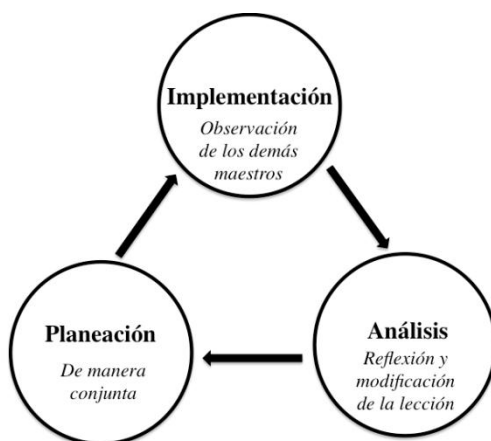 Implementación
Observación
de los demás
maestros
Planeación
De manera
conjunta
Análisis
Reflexión y
modificación
de la lección